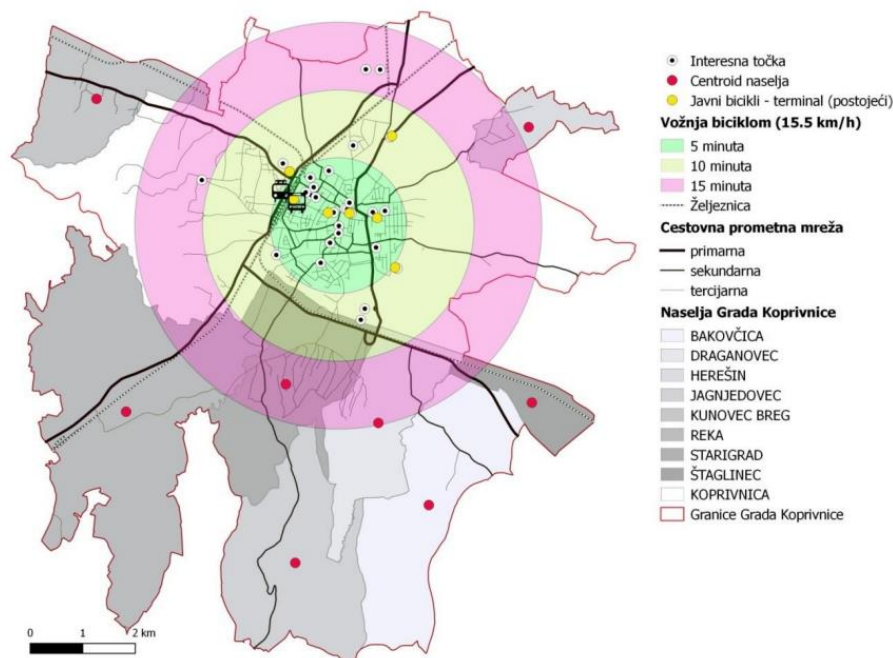 Interesna točka
Centroid naselja
Javni bicikli - terminal (postojeći)
Vožnja biciklom (15.5 km/h)
5 minuta
10 minuta
15 minuta
Željeznica
Cestovna prometna mreža
primarna
sekundarna
tercijarna
Naselja Grada Koprivnice
BAKOVČICA
DRAGANOVEC
HEREŠIN
JAGNJEDOVEC
KUNOVEC BREG
REKA
STARIGRAD
ŠTAGLINEC
KOPRIVNICA
Granice Grada Koprivnice
0 1 2 km